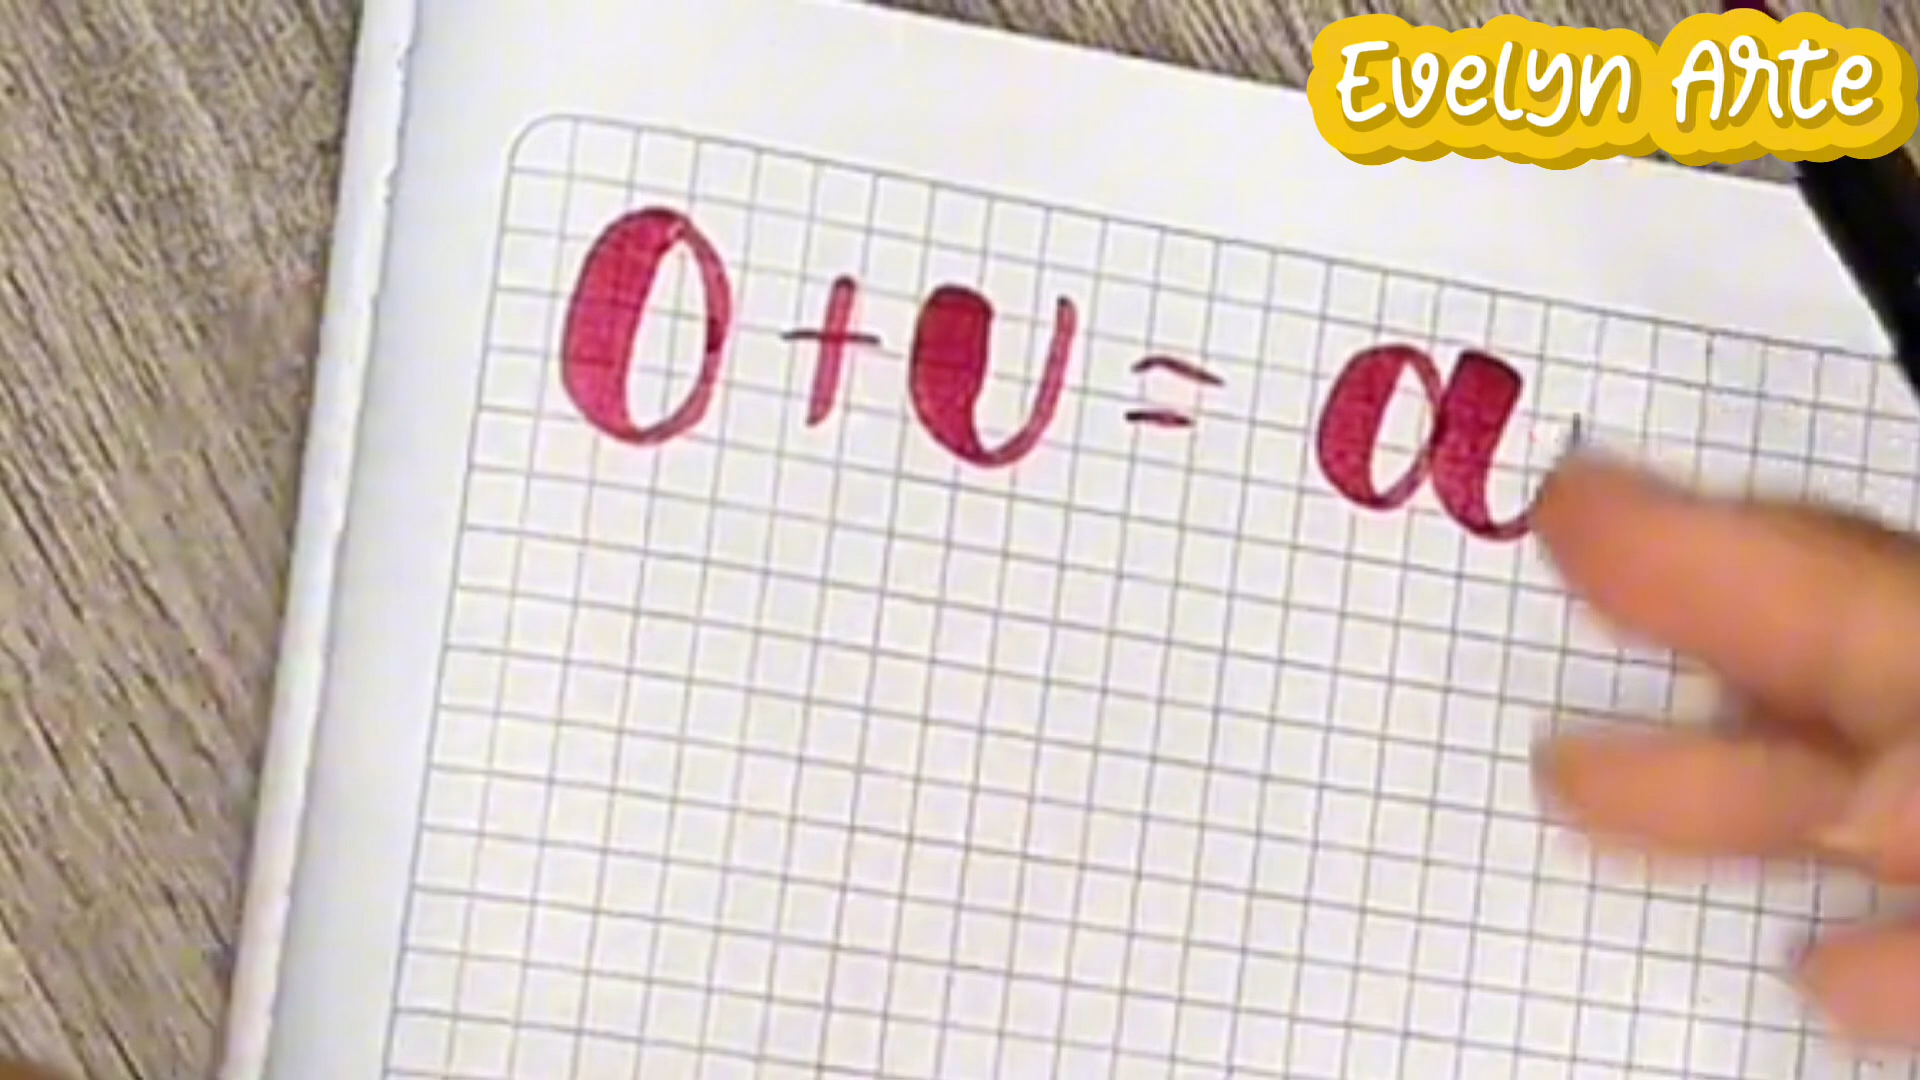 Evelyn Arte
O + u = a